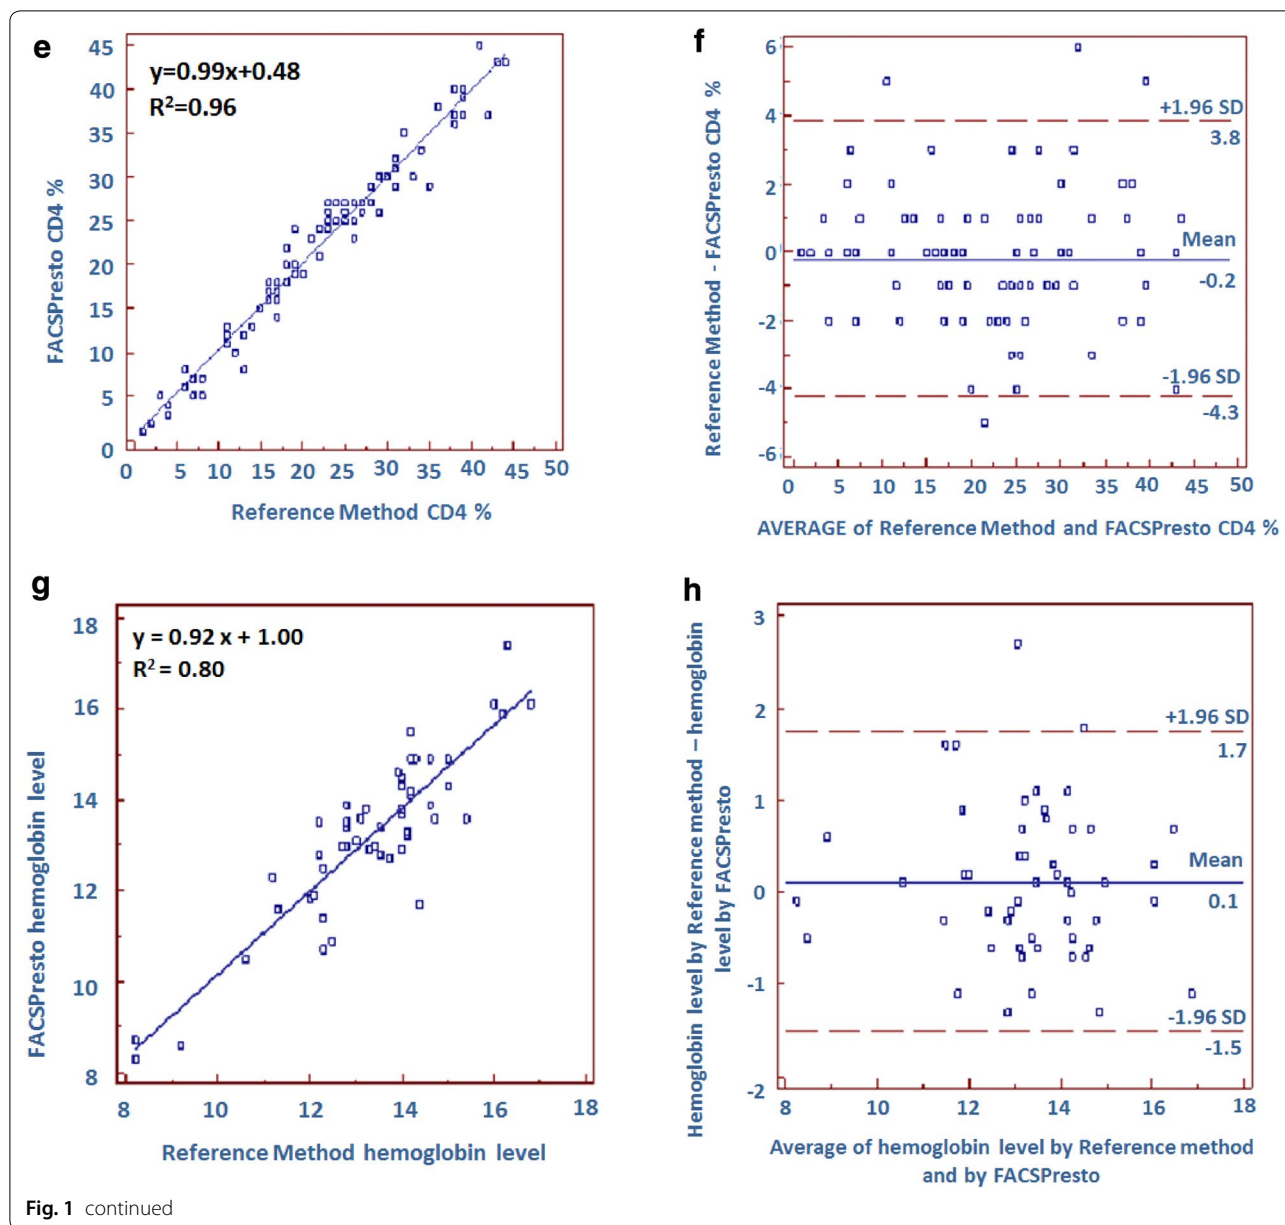 e
y=0.99x+0.48
R²=0.96
45
40
35
30
25
20
15
10
5
0
0 5 10 15 20 25 30 35 40 45 50
FACSPresto CD4 %
Reference Method CD4 %
f
6
4
2
0
-2
-4
-6
+1.96 SD
3.8
Mean
-0.2
-1.96 SD
-4.3
0 5 10 15 20 25 30 35 40 45 50
Reference Method - FACSPresto CD4 %
AVERAGE of Reference Method and FACSPresto CD4 %
g
y = 0.92 x + 1.00
R² = 0.80
18
16
14
12
10
8
8 10 12 14 16 18
FACSPresto hemoglobin level
Reference Method hemoglobin level
h
3
2
1
0
-1
-2
+1.96 SD
1.7
Mean
0.1
-1.96 SD
-1.5
8 10 12 14 16 18
Hemoglobin level by Reference method – hemoglobin
level by FACSPresto
Average of hemoglobin level by Reference method
and by FACSPresto
Fig. 1 continued